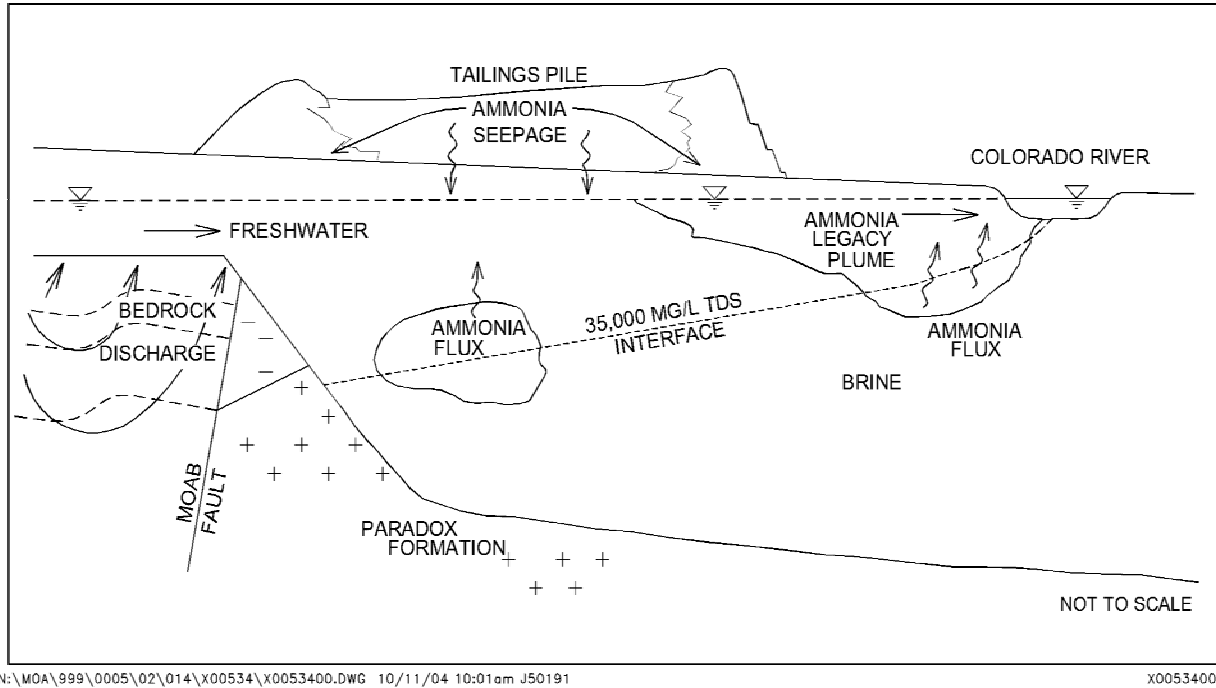 TAILINGS PILE
AMMONIA
SEEPAGE
COLORADO RIVER
FRESHWATER
AMMONIA
LEGACY
PLUME
BEDROCK
DISCHARGE
AMMONIA
FLUX
35,000 MG/L TDS
INTERFACE
AMMONIA
FLUX
BRINE
MOAB
FAULT
PARADOX
FORMATION
NOT TO SCALE
N:\MOA\999\0005\02\014\X00534\X0053400.DWG 10/11/04 10:01am J50191
X0053400